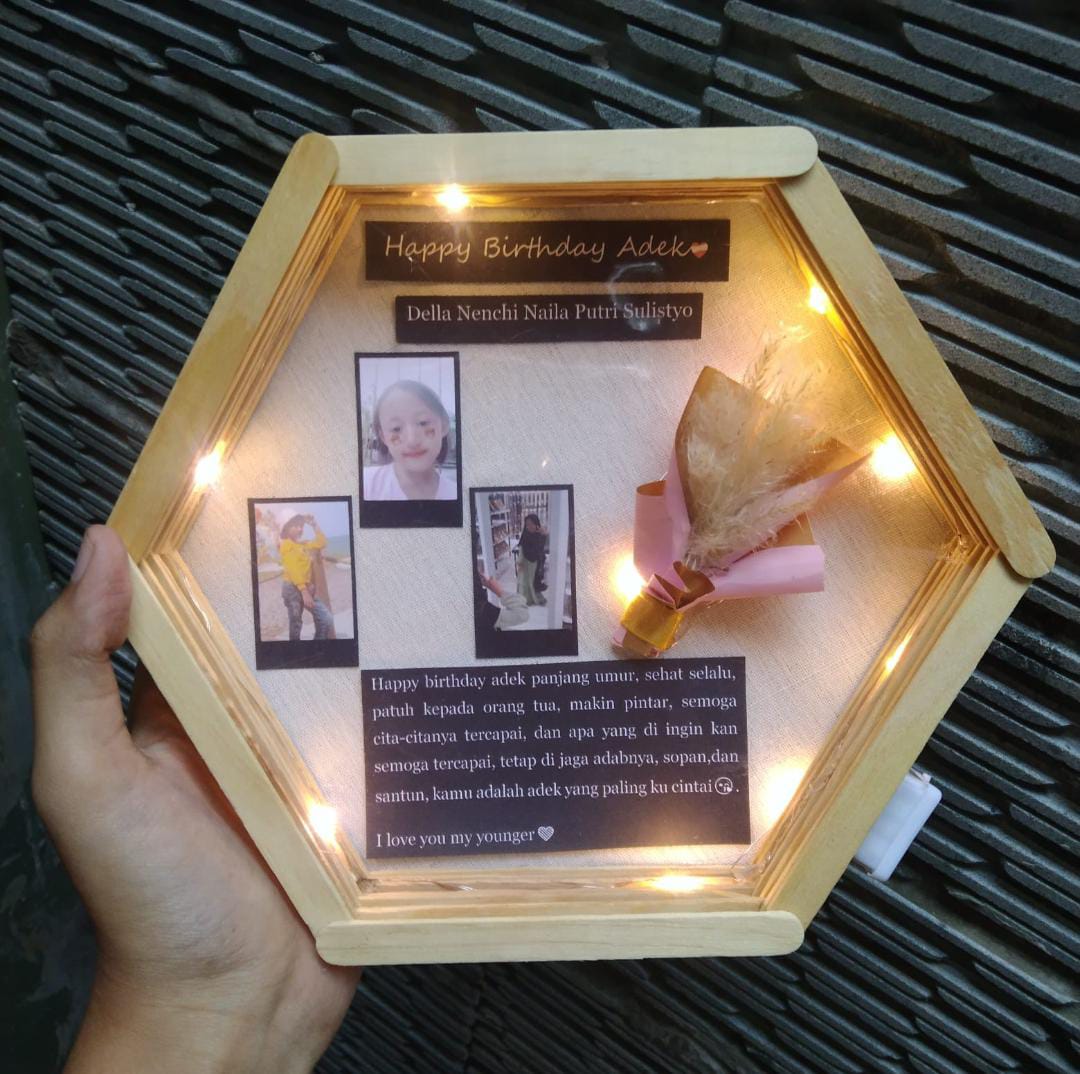 Happy Birthday Adek❤
Della Nenchi Naila Putri Sulistyo
Happy birthday adek panjang umur, sehat selalu,
patuh kepada orang tua, makin pintar, semoga
cita-citanya tercapai, dan apa yang di ingin kan
semoga tercapai, tetap di jaga adabnya, sopan,dan
santun, kamu adalah adek yang paling ku cintai😘.
I love you my younger🤍